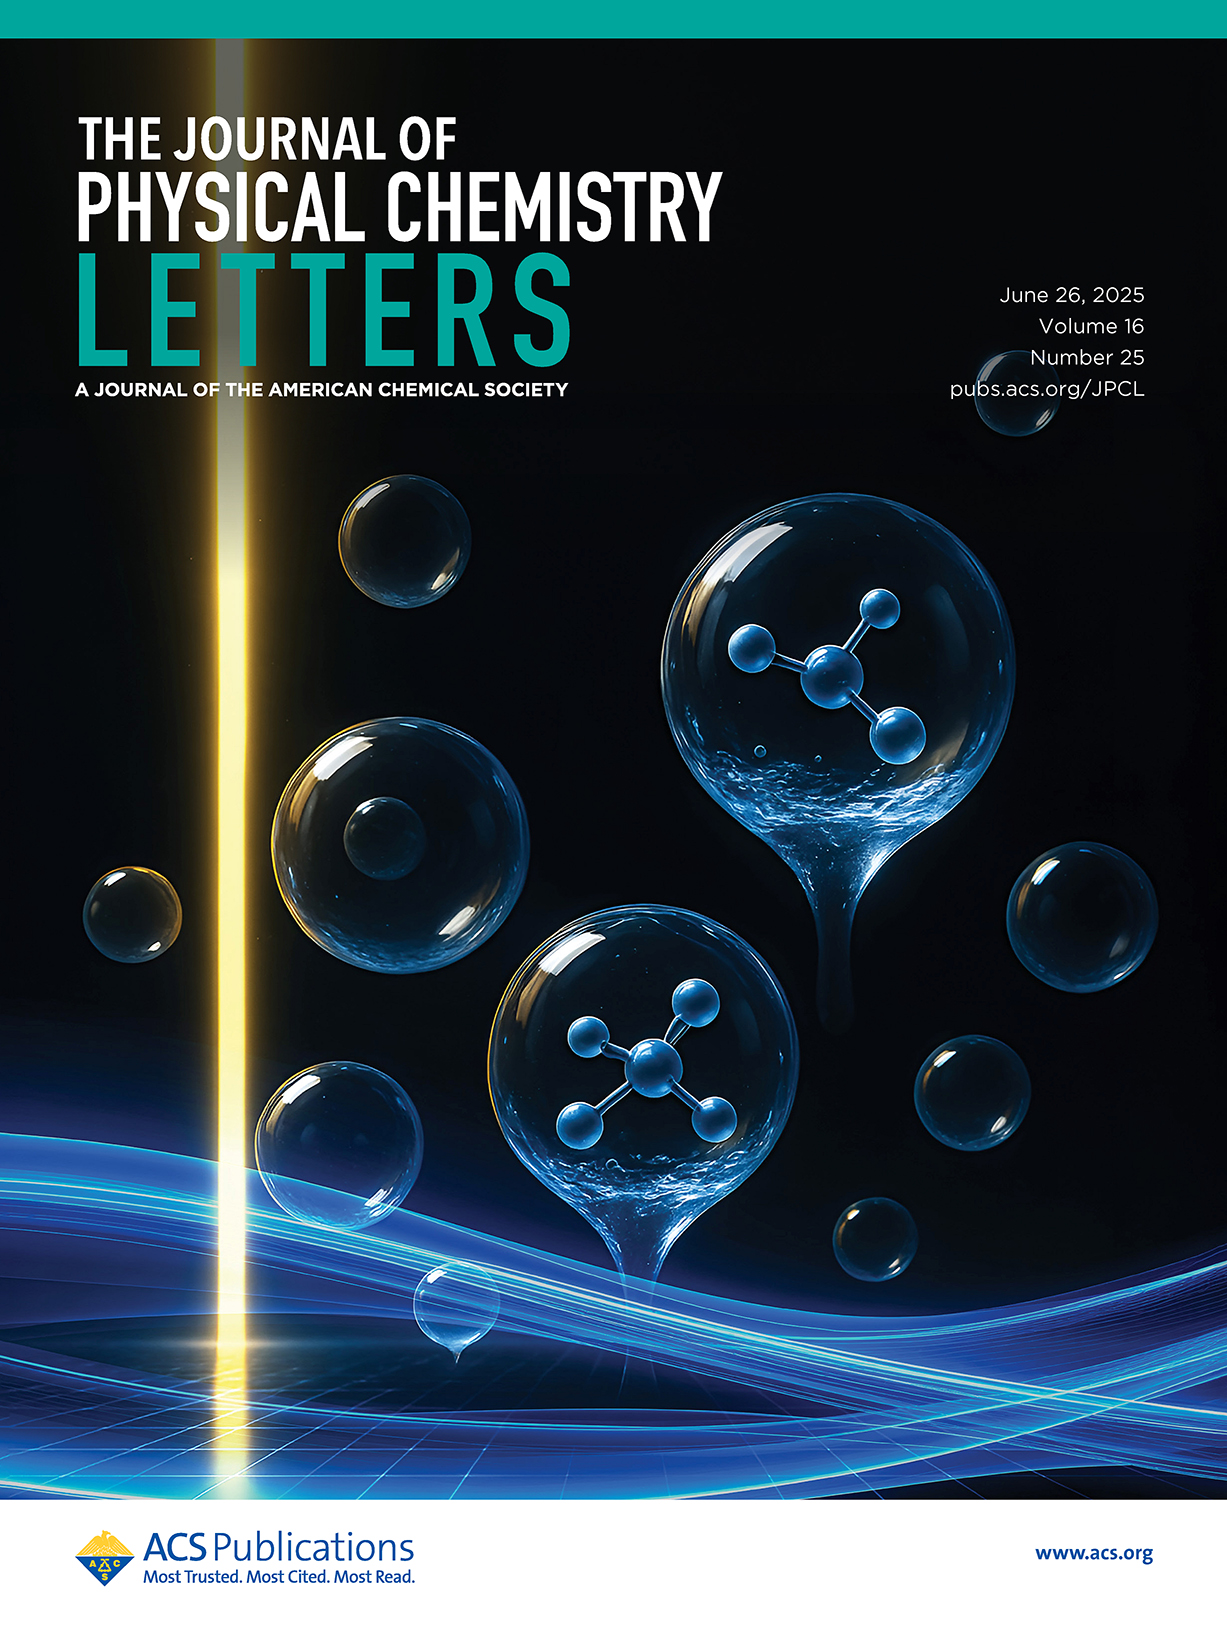 THE JOURNAL OF
PHYSICAL CHEMISTRY
LETTERS
A JOURNAL OF THE AMERICAN CHEMICAL SOCIETY
June 26, 2025
Volume 16
Number 25
pubs.acs.org/JPCL
A C S
ACS Publications
Most Trusted. Most Cited. Most Read.
www.acs.org